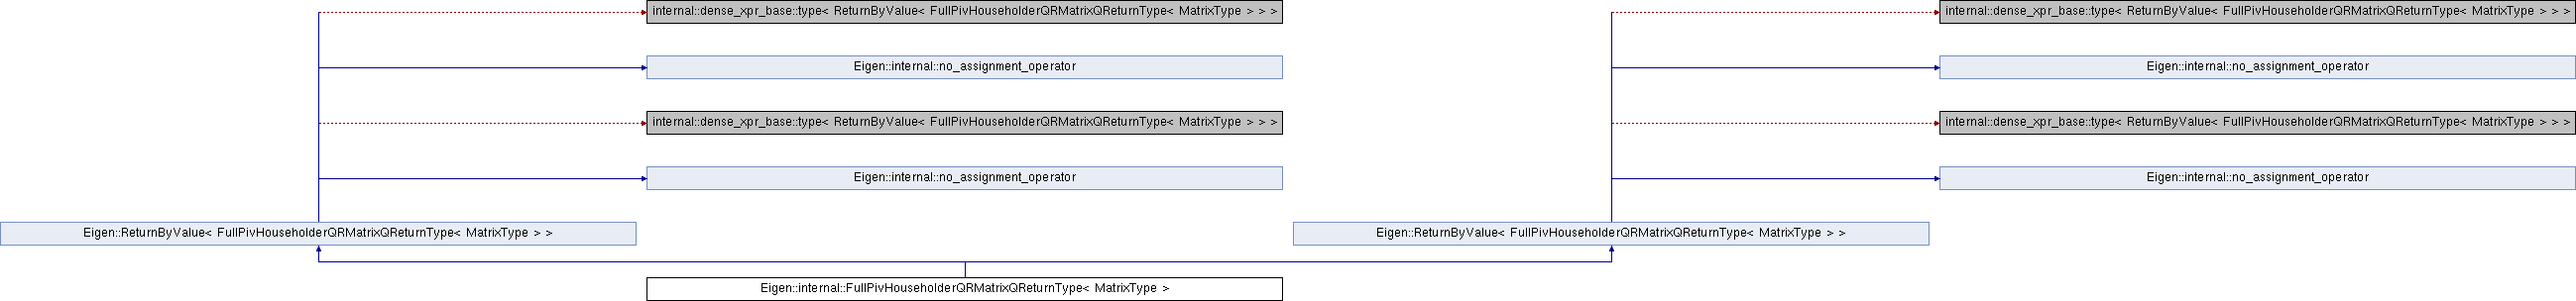 internal::dense_xpr_base::type< ReturnByValue< FullPivHouseholderQRMatrixQReturnType< MatrixType > > >
internal::dense_xpr_base::type< ReturnByValue< FullPivHouseholderQRMatrixQReturnType< MatrixType > > >
Eigen::internal::no_assignment_operator
Eigen::internal::no_assignment_operator
internal::dense_xpr_base::type< ReturnByValue< FullPivHouseholderQRMatrixQReturnType< MatrixType > > >
internal::dense_xpr_base::type< ReturnByValue< FullPivHouseholderQRMatrixQReturnType< MatrixType > > >
Eigen::internal::no_assignment_operator
Eigen::internal::no_assignment_operator
Eigen::ReturnByValue< FullPivHouseholderQRMatrixQReturnType< MatrixType > >
Eigen::ReturnByValue< FullPivHouseholderQRMatrixQReturnType< MatrixType > >
Eigen::internal::FullPivHouseholderQRMatrixQReturnType< MatrixType >